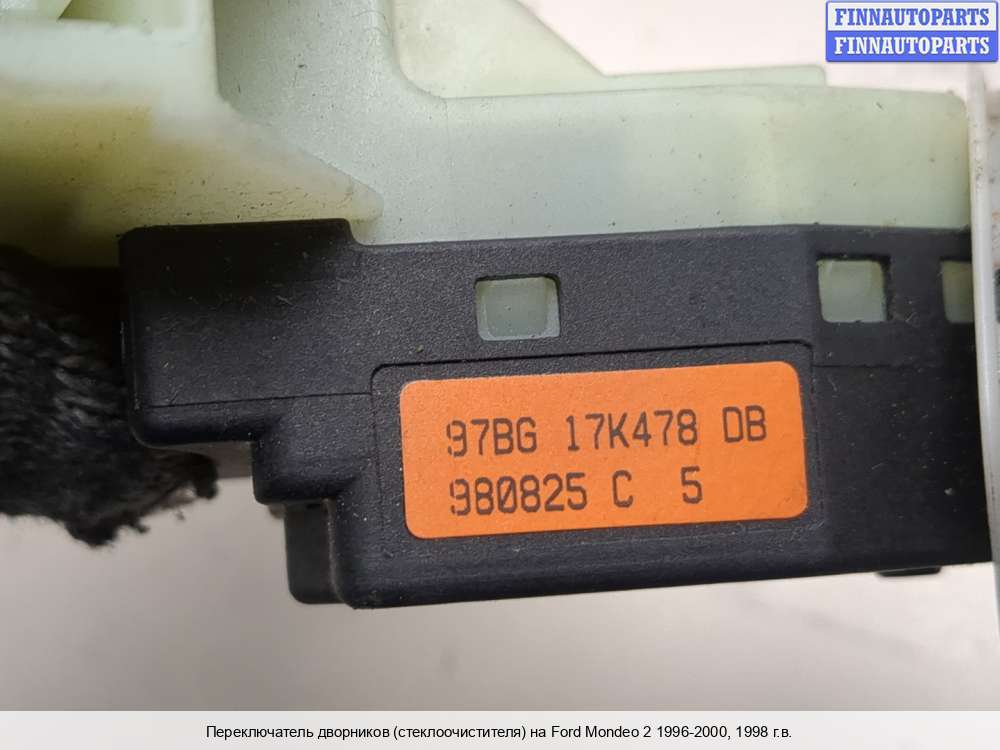 FINNAUTOPARTS
FINNAUTOPARTS
97BG 17K478 DB
980825 C 5
Переключатель дворников (стеклоочистителя) на Ford Mondeo 2 1996-2000, 1998 г.в.